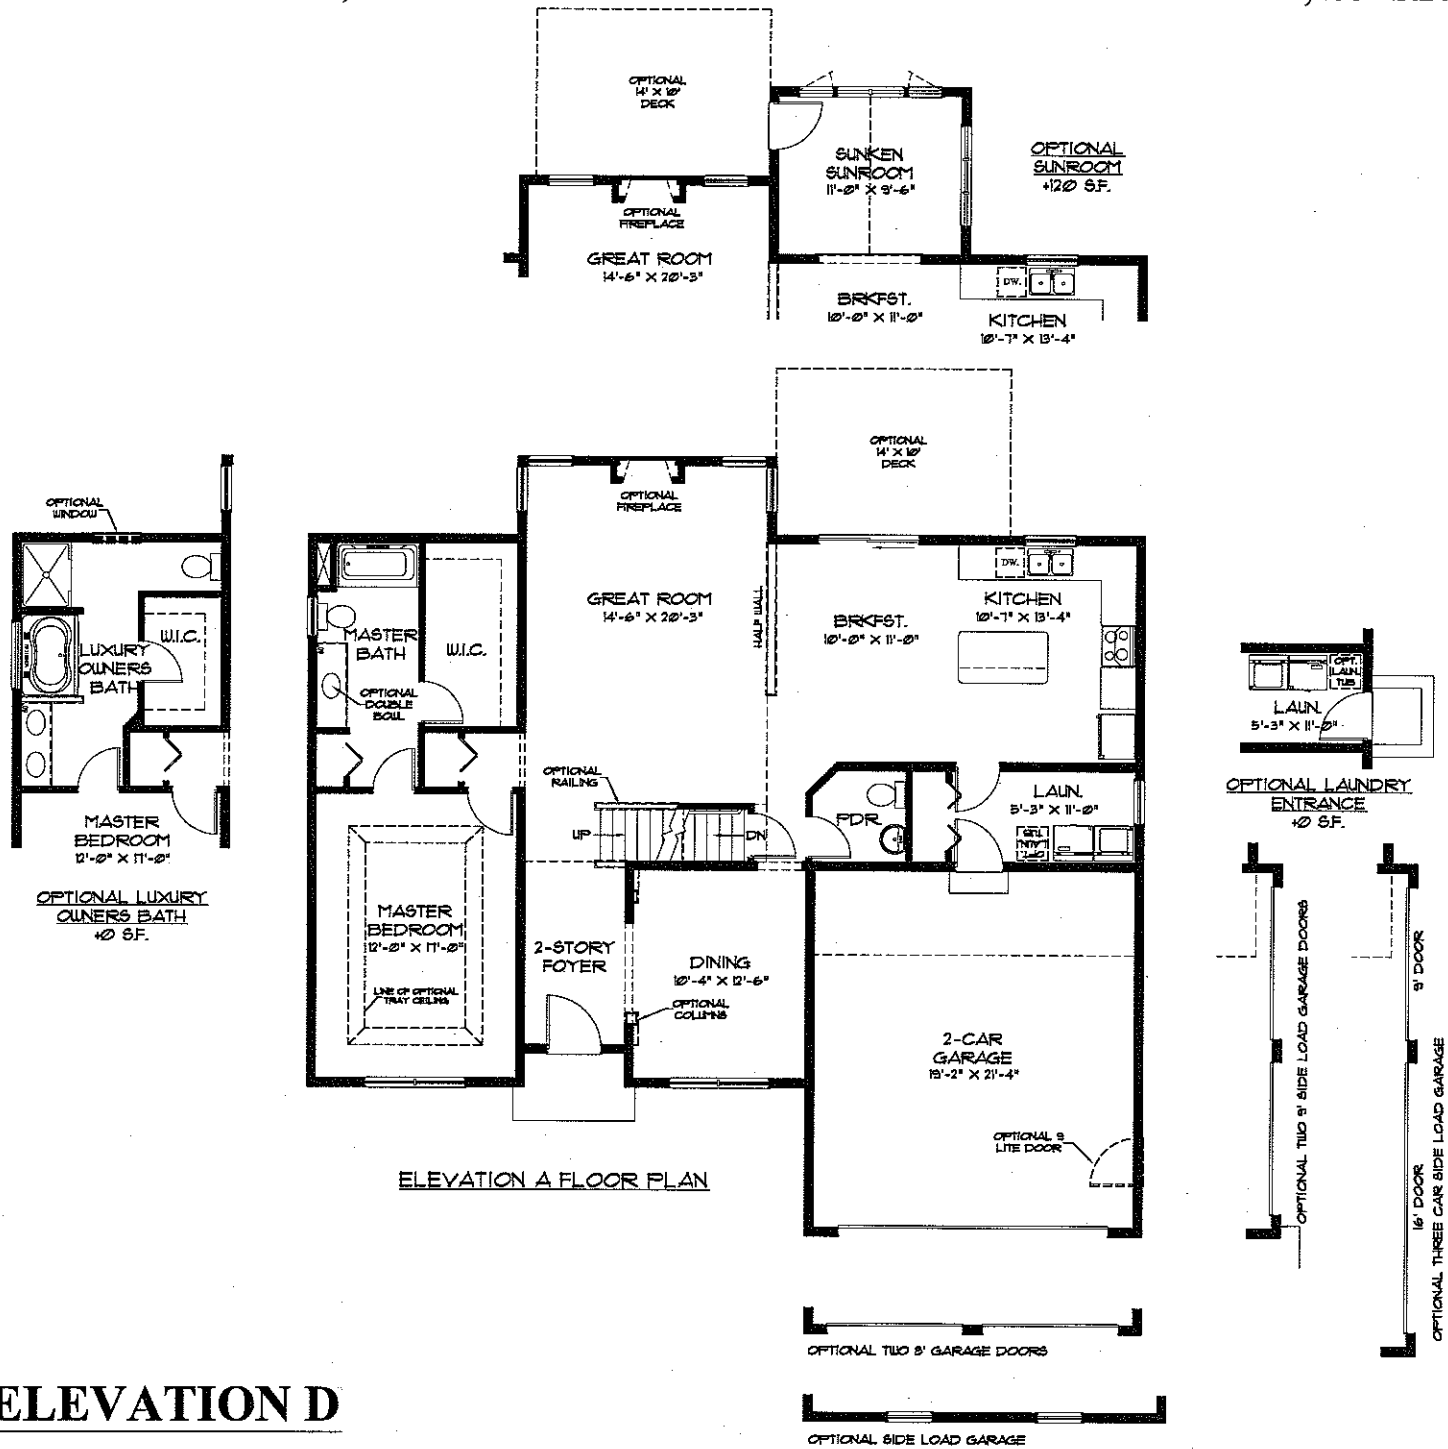 OPTIONAL
14' X 10'
DECK
SUNKEN
SUNROOM
11'-0" X 9'-6"
OPTIONAL
SUNROOM
+120 S.F.
OPTIONAL
FIREPLACE
GREAT ROOM
14'-6" X 20'-3"
BRKFST.
10'-0" X 11'-0"
DW.
KITCHEN
10'-7" X 13'-4"
OPTIONAL
14' X 10'
DECK
OPTIONAL
WINDOW
LUXURY
OWNERS
BATH
W.I.C.
MASTER
BEDROOM
12'-0" X 17'-0"
OPTIONAL LUXURY
OWNERS BATH
+0 S.F.
OPTIONAL
FIREPLACE
GREAT ROOM
14'-6" X 20'-3"
HALF WALL
MASTER
BATH
W.I.C.
OPTIONAL
DOUBLE
BOWL
BRKFST.
10'-0" X 11'-0"
DW.
KITCHEN
10'-7" X 13'-4"
OPTIONAL
RAILING
UP
DN
PDR.
LAUN.
5'-3" X 11'-0"
OPT.
LAUN.
TUB
OPT.
LAUN.
TUB
LAUN.
5'-3" X 11'-0"
OPTIONAL LAUNDRY
ENTRANCE
+0 S.F.
MASTER
BEDROOM
12'-0" X 17'-0"
LINE OF OPTIONAL
TRAY CEILING
2-STORY
FOYER
DINING
10'-4" X 12'-6"
OPTIONAL
COLUMNS
2-CAR
GARAGE
19'-2" X 21'-4"
OPTIONAL 9
LITE DOOR
OPTIONAL TWO 9' SIDE LOAD GARAGE DOORS
9' DOOR
16' DOOR
OPTIONAL THREE CAR SIDE LOAD GARAGE
ELEVATION A FLOOR PLAN
OPTIONAL TWO 8' GARAGE DOORS
ELEVATION D
OPTIONAL SIDE LOAD GARAGE